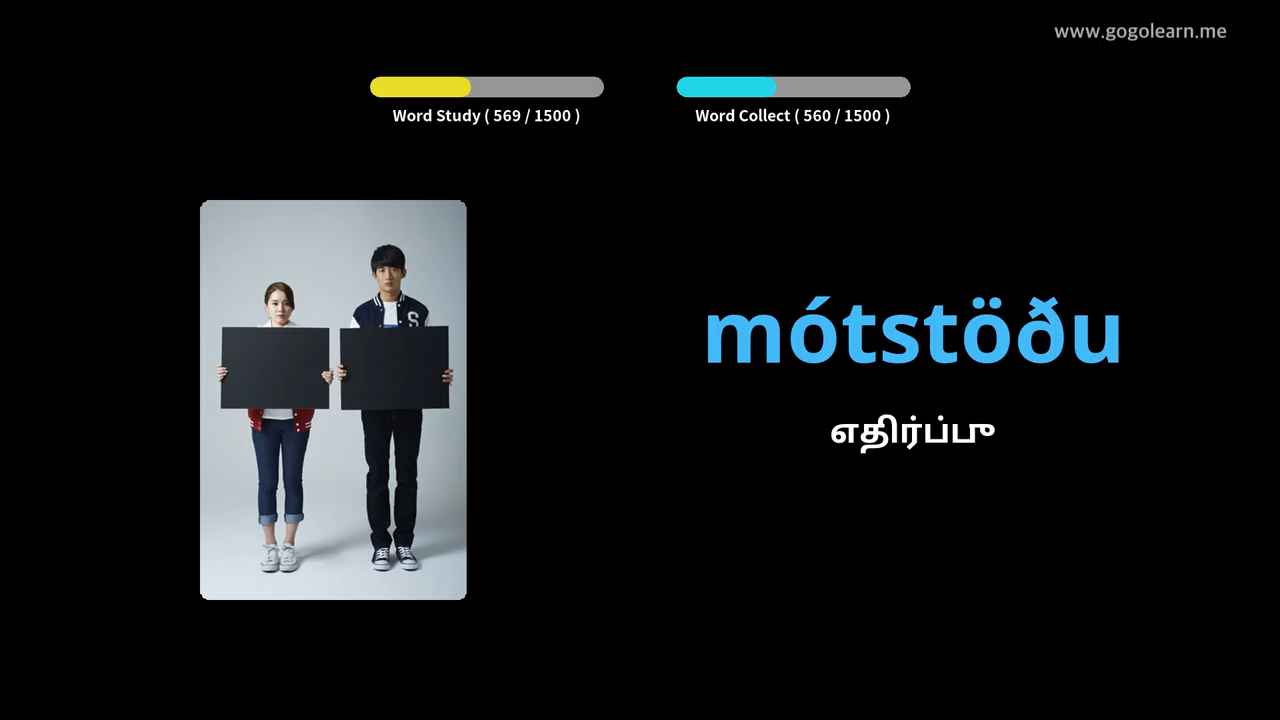 www.gogolearn.me
Word Study ( 569 / 1500 )
Word Collect ( 560 / 1500 )
S
mótstöðu
எதிர்ப்பு